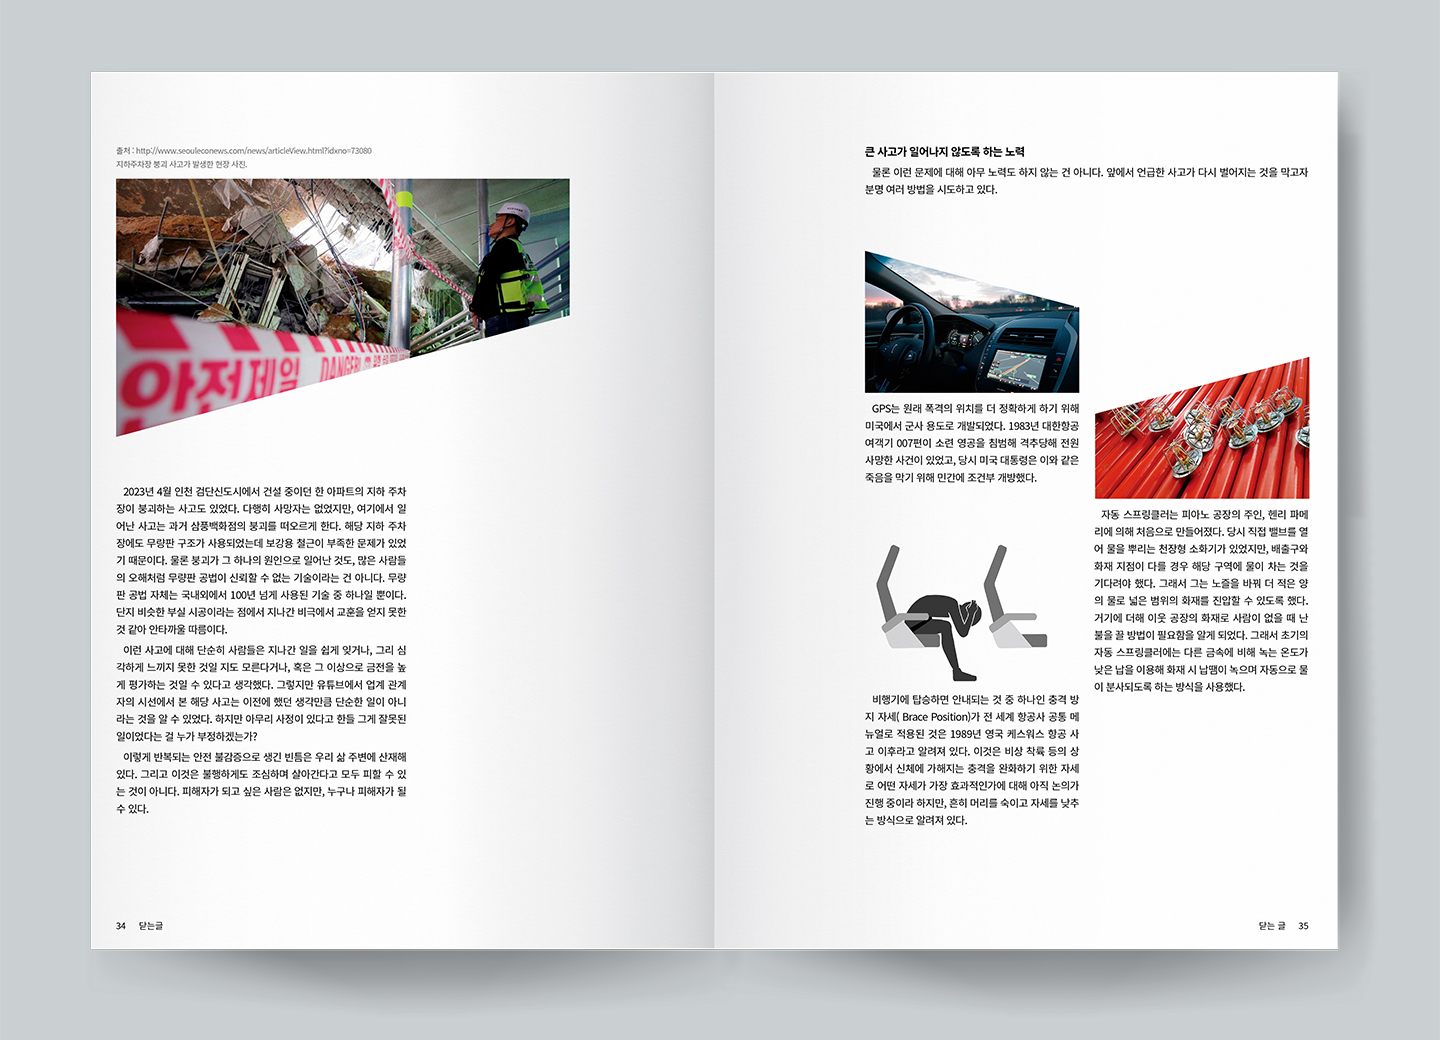 출처 : http://www.seouleconews.com/news/articleView.html?idxno=73080
지하주차장 붕괴 사고가 발생한 현장 사진.
안전제일 DANGER!
2023년 4월 인천 검단신도시에서 건설 중이던 한 아파트의 지하 주차
장이 붕괴하는 사고도 있었다. 다행히 사망자는 없었지만, 여기에서 일
어난 사고는 과거 삼풍백화점의 붕괴를 떠오르게 한다. 해당 지하 주차
장에도 무량판 구조가 사용되었는데 보강용 철근이 부족한 문제가 있었
기 때문이다. 물론 붕괴가 그 하나의 원인으로 일어난 것도, 많은 사람들
의 오해처럼 무량판 공법이 신뢰할 수 없는 기술이라는 건 아니다. 무량
판 공법 자체는 국내외에서 100년 넘게 사용된 기술 중 하나일 뿐이다.
단지 비슷한 부실 시공이라는 점에서 지나간 비극에서 교훈을 얻지 못한
것 같아 안타까울 따름이다.
이런 사고에 대해 단순히 사람들은 지나간 일을 쉽게 잊거나, 그리 심
각하게 느끼지 못한 것일 지도 모른다거나, 혹은 그 이상으로 금전을 높
게 평가하는 것일 수 있다고 생각했다. 그렇지만 유튜브에서 업계 관계
자의 시선에서 본 해당 사고는 이전에 했던 생각만큼 단순한 일이 아니
라는 것을 알 수 있었다. 하지만 아무리 사정이 있다고 한들 그게 잘못된
일이었다는 걸 누가 부정하겠는가?
이렇게 반복되는 안전 불감증으로 생긴 빈틈은 우리 삶 주변에 산재해
있다. 그리고 이것은 불행하게도 조심하며 살아간다고 모두 피할 수 있
는 것이 아니다. 피해자가 되고 싶은 사람은 없지만, 누구나 피해자가 될
수 있다.
34 닫는글
큰 사고가 일어나지 않도록 하는 노력
물론 이런 문제에 대해 아무 노력도 하지 않는 건 아니다. 앞에서 언급한 사고가 다시 벌어지는 것을 막고자
분명 여러 방법을 시도하고 있다.
GPS는 원래 폭격의 위치를 더 정확하게 하기 위해
미국에서 군사 용도로 개발되었다. 1983년 대한항공
여객기 007편이 소련 영공을 침범해 격추당해 전원
사망한 사건이 있었고, 당시 미국 대통령은 이와 같은
죽음을 막기 위해 민간에 조건부 개방했다.
비행기에 탑승하면 안내되는 것 중 하나인 충격 방
지 자세( Brace Position)가 전 세계 항공사 공통 메
뉴얼로 적용된 것은 1989년 영국 케스워스 항공 사
고 이후라고 알려져 있다. 이것은 비상 착륙 등의 상
황에서 신체에 가해지는 충격을 완화하기 위한 자세
로 어떤 자세가 가장 효과적인가에 대해 아직 논의가
진행 중이라 하지만, 흔히 머리를 숙이고 자세를 낮추
는 방식으로 알려져 있다.
자동 스프링클러는 피아노 공장의 주인, 헨리 파메
리에 의해 처음으로 만들어졌다. 당시 직접 밸브를 열
어 물을 뿌리는 천장형 소화기가 있었지만, 배출구와
화재 지점이 다를 경우 해당 구역에 물이 차는 것을
기다려야 했다. 그래서 그는 노즐을 바꿔 더 적은 양
의 물로 넓은 범위의 화재를 진압할 수 있도록 했다.
거기에 더해 이웃 공장의 화재로 사람이 없을 때 난
불을 끌 방법이 필요함을 알게 되었다. 그래서 초기의
자동 스프링클러에는 다른 금속에 비해 녹는 온도가
낮은 납을 이용해 화재 시 납땜이 녹으며 자동으로 물
이 분사되도록 하는 방식을 사용했다.
닫는 글 35